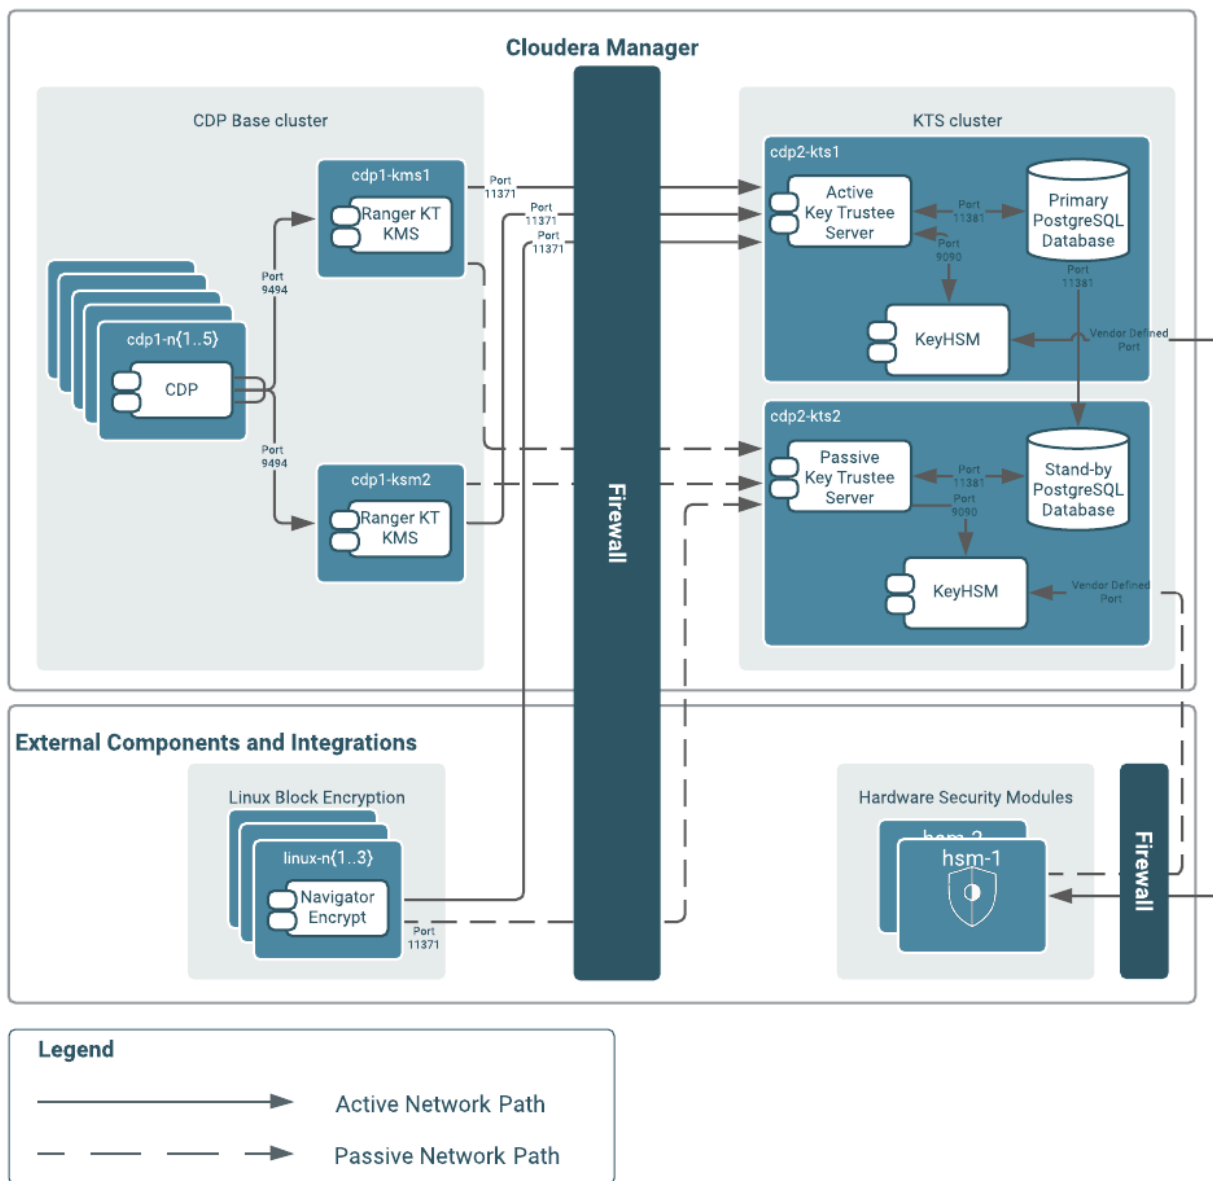 Cloudera Manager
CDP Base cluster
KTS cluster
cdp1-kms1
Ranger KT
KMS
Port
11371
Port
11371
Port
11371
Port
9494
cdp1-n{1..5}
CDP
Port
9494
cdp1-ksm2
Ranger KT
KMS
Firewall
cdp2-kts1
Active
Key Trustee
Server
Port
11381
Primary
PostgreSQL
Database
Port
9090
Port
11381
KeyHSM
Vendor Defined
Port
cdp2-kts2
Passive
Key Trustee
Server
Port
11381
Stand-by
PostgreSQL
Database
Port
9090
KeyHSM
Vendor Defined
Port
External Components and Integrations
Linux Block Encryption
linux-n{1..3}
Navigator
Encrypt
Port
11371
Hardware Security Modules
hsm-2
hsm-1
Firewall
Legend
Active Network Path
Passive Network Path